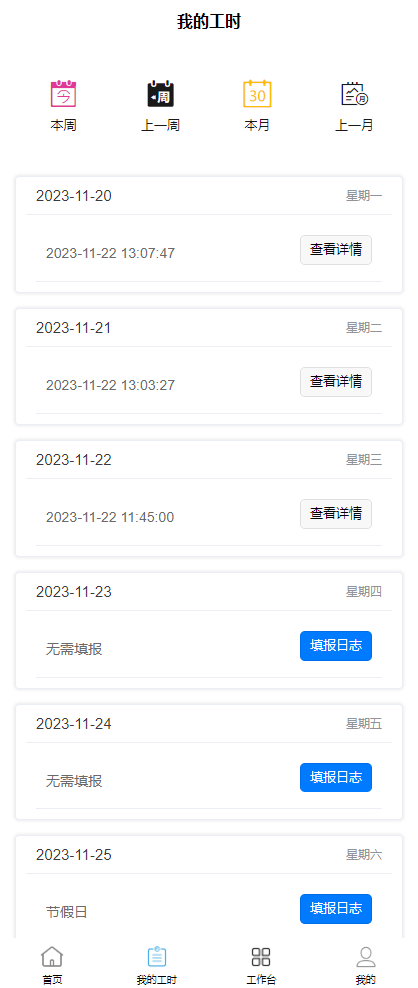 我的工时
今
周
30
月
本周
上一周
本月
上一月
2023-11-20
星期一
2023-11-22 13:07:47
查看详情
2023-11-21
星期二
2023-11-22 13:03:27
查看详情
2023-11-22
星期三
2023-11-22 11:45:00
查看详情
2023-11-23
星期四
无需填报
填报日志
2023-11-24
星期五
无需填报
填报日志
2023-11-25
星期六
节假日
填报日志
首页
我的工时
工作台
我的